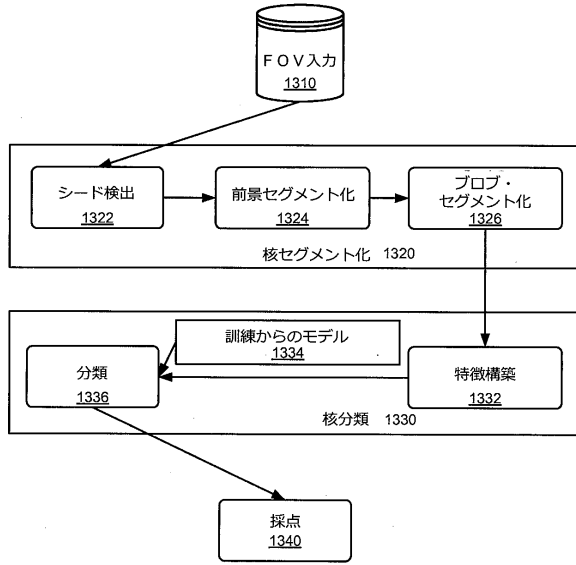 FOV入力
1310
シード検出
1322
前景セグメント化
1324
ブロブ・
セグメント化
1326
核セグメント化 1320
訓練からのモデル
1334
分類
1336
特徴構築
1332
核分類 1330
採点
1340